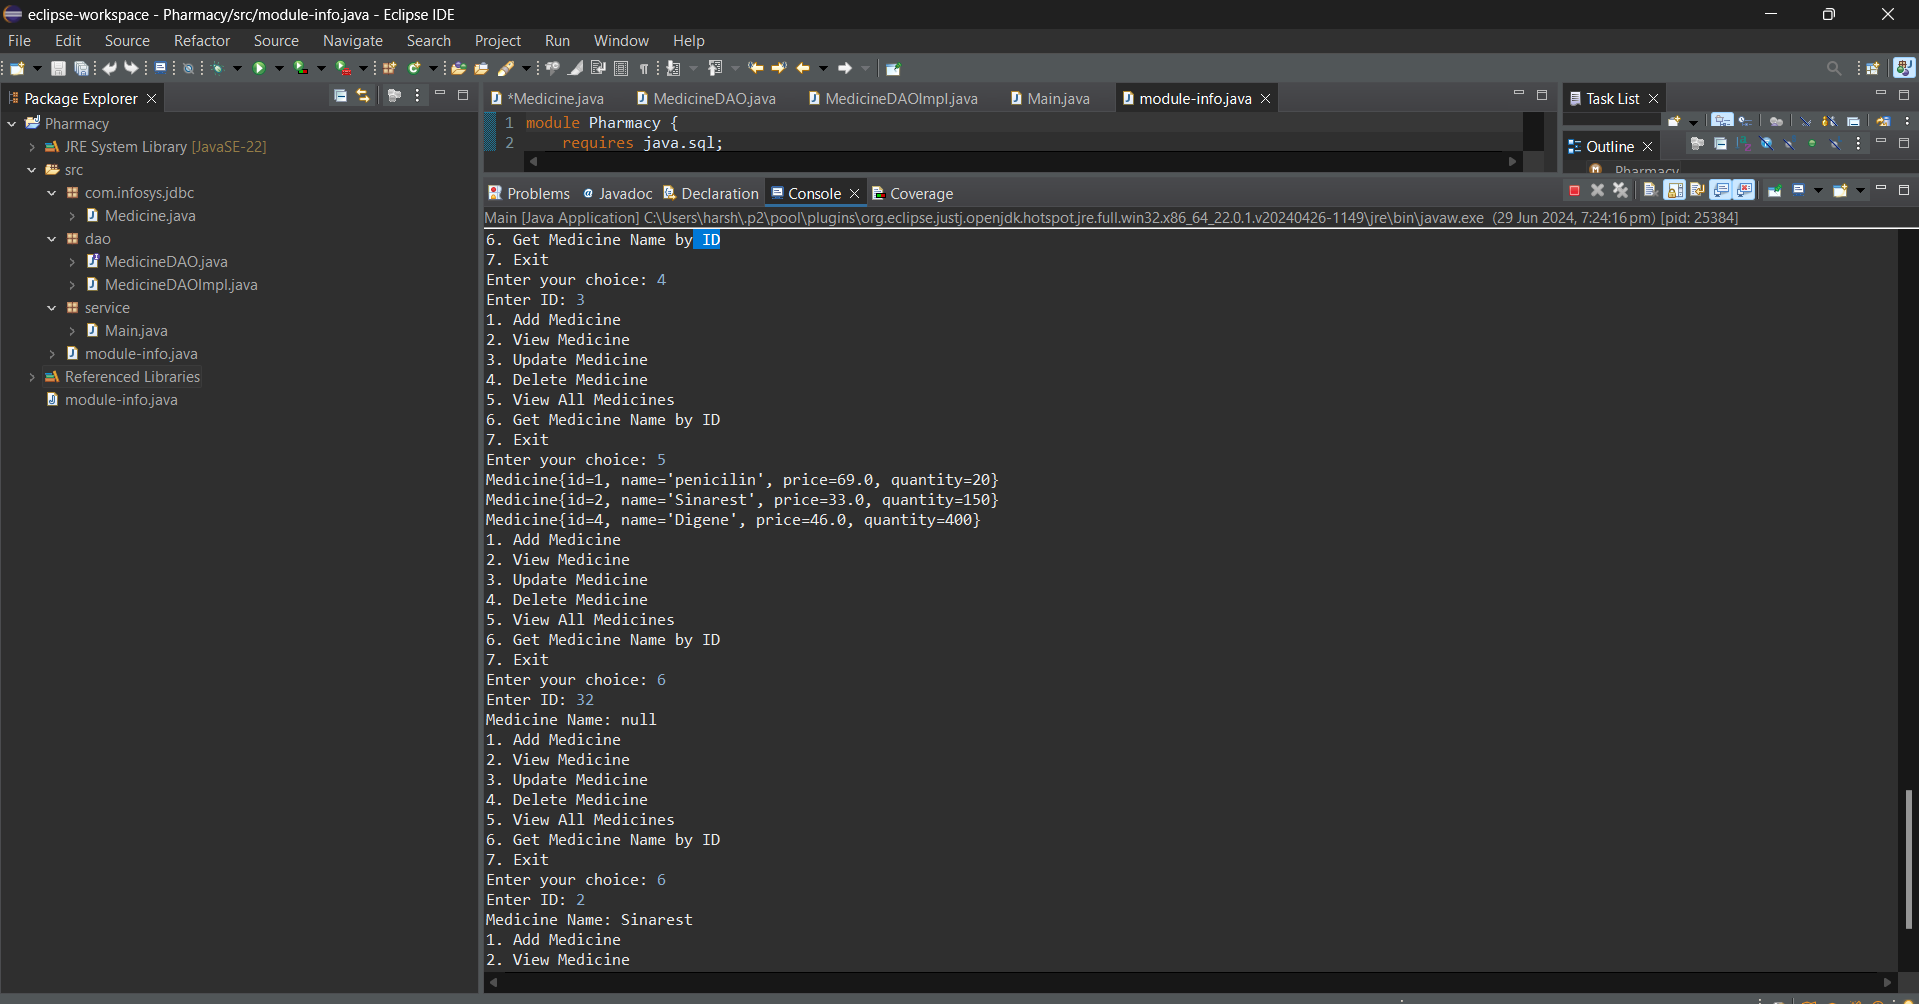 eclipse-workspace - Pharmacy/src/module-info.java - Eclipse IDE
File Edit Source Refactor Source Navigate Search Project Run Window Help
Package Explorer
Pharmacy
JRE System Library [JavaSE-22]
src
com.infosys.jdbc
Medicine.java
dao
MedicineDAO.java
MedicineDAOImpl.java
service
Main.java
module-info.java
Referenced Libraries
module-info.java
*Medicine.java MedicineDAO.java MedicineDAOImpl.java Main.java module-info.java
1 module Pharmacy {
2 requires java.sql;
Task List
Outline
Pharmacy
Problems Javadoc Declaration Console Coverage
Main [Java Application] C:\Users\harsh\.p2\pool\plugins\org.eclipse.justj.openjdk.hotspot.jre.full.win32.x86_64_22.0.1.v20240426-1149\jre\bin\javaw.exe (29 Jun 2024, 7:24:16 pm) [pid: 25384]
6. Get Medicine Name by ID
7. Exit
Enter your choice: 4
Enter ID: 3
1. Add Medicine
2. View Medicine
3. Update Medicine
4. Delete Medicine
5. View All Medicines
6. Get Medicine Name by ID
7. Exit
Enter your choice: 5
Medicine{id=1, name='penicilin', price=69.0, quantity=20}
Medicine{id=2, name='Sinarest', price=33.0, quantity=150}
Medicine{id=4, name='Digene', price=46.0, quantity=400}
1. Add Medicine
2. View Medicine
3. Update Medicine
4. Delete Medicine
5. View All Medicines
6. Get Medicine Name by ID
7. Exit
Enter your choice: 6
Enter ID: 32
Medicine Name: null
1. Add Medicine
2. View Medicine
3. Update Medicine
4. Delete Medicine
5. View All Medicines
6. Get Medicine Name by ID
7. Exit
Enter your choice: 6
Enter ID: 2
Medicine Name: Sinarest
1. Add Medicine
2. View Medicine